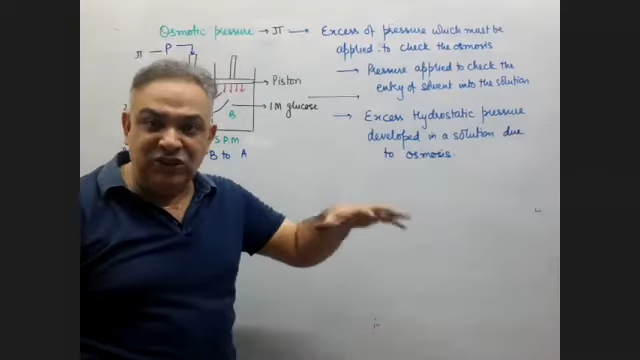 Osmotic pressure → π → Excess of pressure which must be
applied to check the osmosis
π — P
→ Pressure applied to check the
entry of solvent into the solution
→ Piston
B → 1M glucose
→ Excess Hydrostatic pressure
developed in a solution due
to osmosis.
S.P.M
B to A